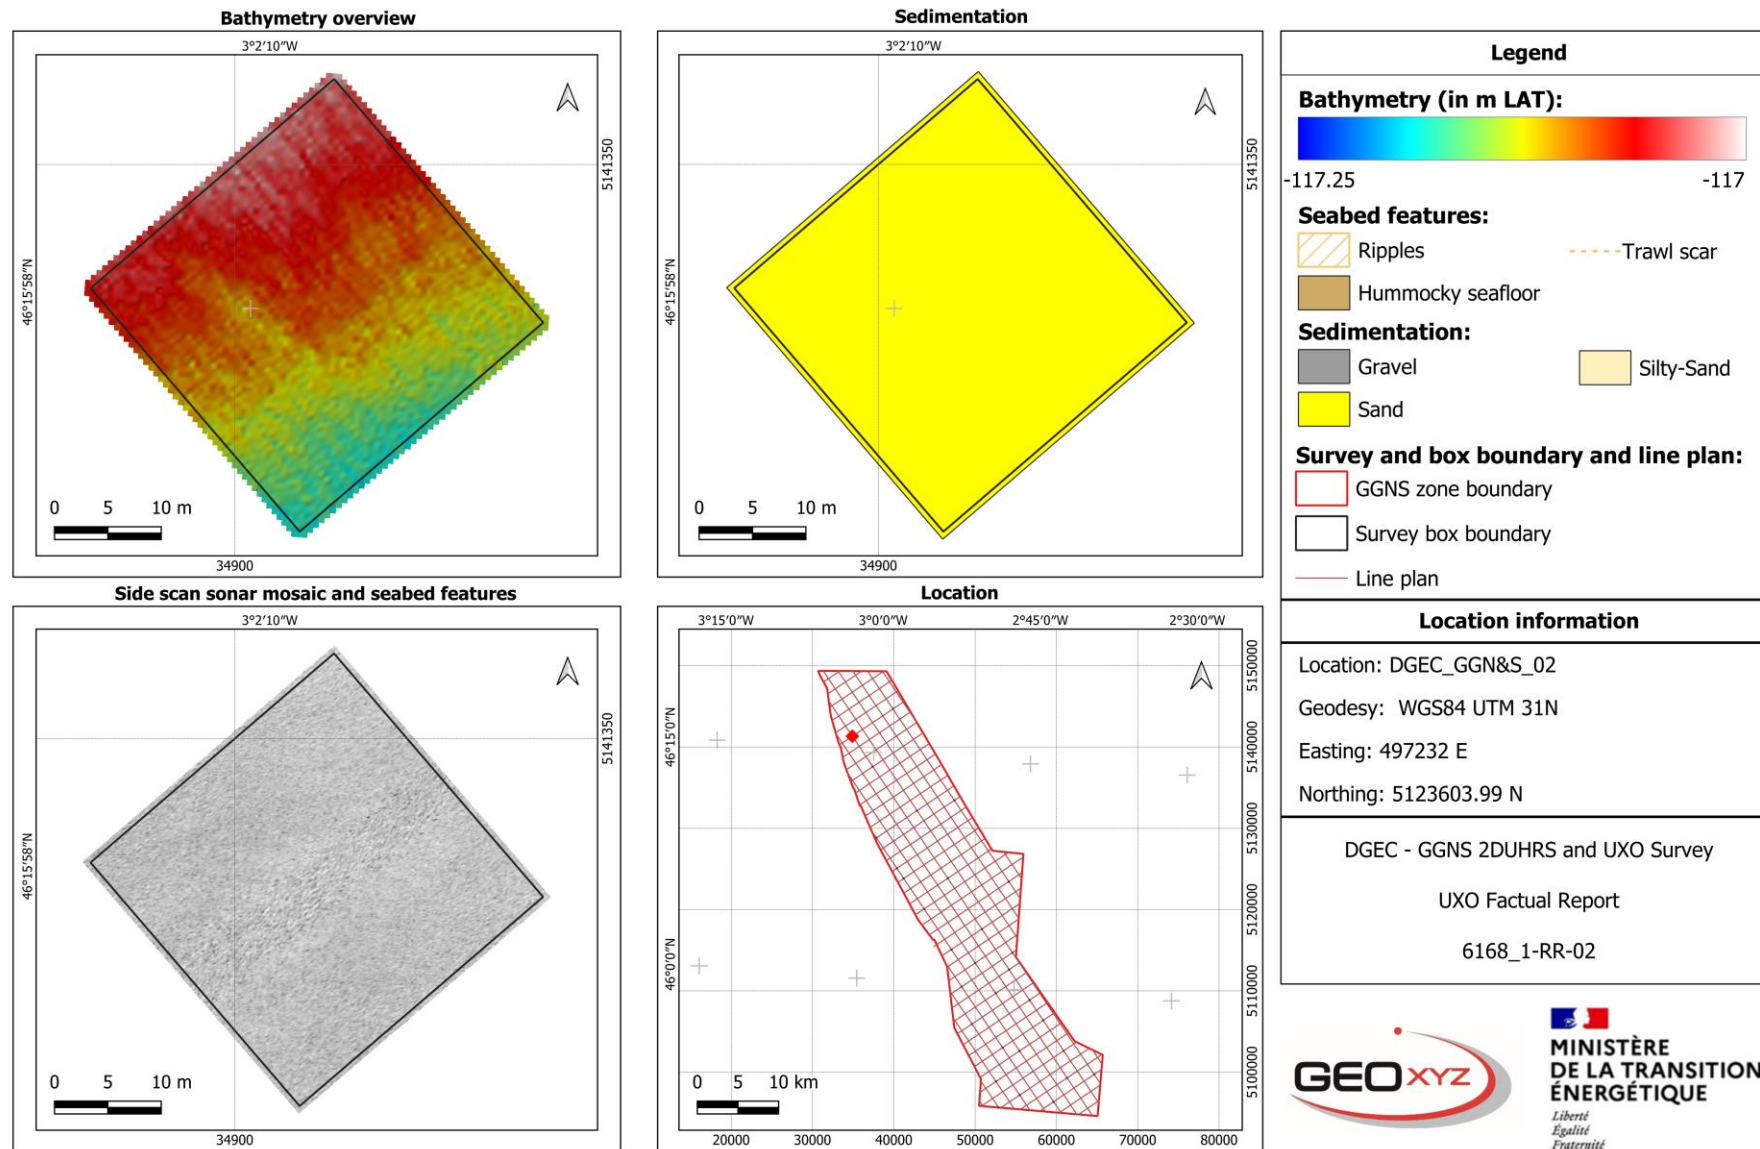 Bathymetry overview
3°2'10"W
5141350
46°15'58"N
0 5 10 m
34900
Sedimentation
3°2'10"W
5141350
46°15'58"N
0 5 10 m
34900
Side scan sonar mosaic and seabed features
3°2'10"W
5141350
46°15'58"N
0 5 10 m
34900
Location
3°15'0"W 3°0'0"W 2°45'0"W 2°30'0"W
46°15'0"N
46°0'0"N
5150000
5140000
5130000
5120000
5110000
5100000
0 5 10 km
20000 30000 40000 50000 60000 70000 80000
Legend
Bathymetry (in m LAT):
-117.25 -117
Seabed features:
Ripples Trawl scar
Hummocky seafloor
Sedimentation:
Gravel Silty-Sand
Sand
Survey and box boundary and line plan:
GGNS zone boundary
Survey box boundary
Line plan
Location information
Location: DGEC_GGN&S_02
Geodesy: WGS84 UTM 31N
Easting: 497232 E
Northing: 5123603.99 N
DGEC - GGNS 2DUHRS and UXO Survey
UXO Factual Report
6168_1-RR-02
GEO XYZ
MINISTÈRE
DE LA TRANSITION
ÉNERGÉTIQUE
Liberté
Égalité
Fraternité